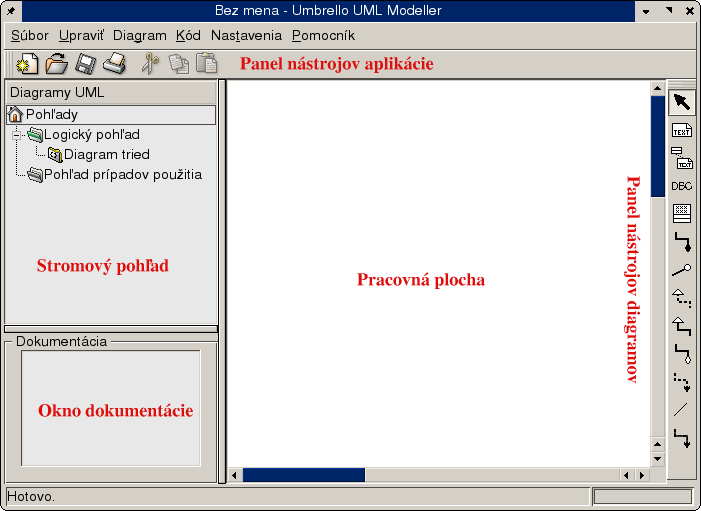 Bez mena - Umbrello UML Modeller
Súbor Upraviť Diagram Kód Nastavenia Pomocník
Panel nástrojov aplikácie
Diagramy UML
Pohľady
Logický pohľad
Diagram tried
Pohľad prípadov použitia
Stromový pohľad
Dokumentácia
Okno dokumentácie
Pracovná plocha
Panel nástrojov diagramov
TEXT
TEXT
DBC
Hotovo.